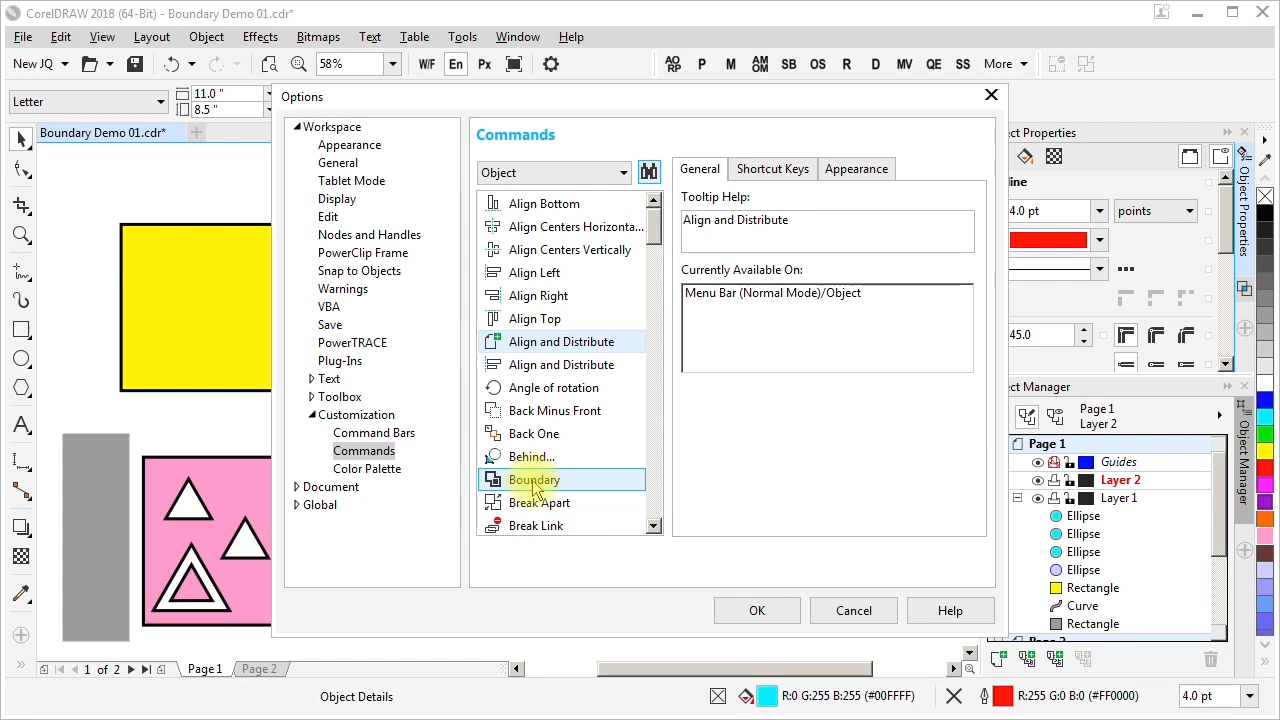 CorelDRAW 2018 (64-Bit) - Boundary Demo 01.cdr*
File Edit View Layout Object Effects Bitmaps Text Table Tools Window Help
New JQ 58% W/F En Px AO RP P M AM OM SB OS R D MV QE SS More
Letter 11.0 " 8.5 "
Boundary Demo 01.cdr*
Options
Workspace
Appearance
General
Tablet Mode
Display
Edit
Nodes and Handles
PowerClip Frame
Snap to Objects
Warnings
VBA
Save
PowerTRACE
Plug-Ins
Text
Toolbox
Customization
Command Bars
Commands
Color Palette
Document
Global
Commands
Object
Align Bottom
Align Centers Horizonta...
Align Centers Vertically
Align Left
Align Right
Align Top
Align and Distribute
Align and Distribute
Angle of rotation
Back Minus Front
Back One
Behind...
Boundary
Break Apart
Break Link
General Shortcut Keys Appearance
Tooltip Help:
Align and Distribute
Currently Available On:
Menu Bar (Normal Mode)/Object
OK Cancel Help
ct Properties
line
4.0 pt points
45.0
Object Properties
ct Manager
Page 1
Layer 2
Page 1
Guides
Layer 2
Layer 1
Ellipse
Ellipse
Ellipse
Ellipse
Rectangle
Curve
Rectangle
Object Manager
1 of 2 Page 1 Page 2
Object Details R:0 G:255 B:255 (#00FFFF) R:255 G:0 B:0 (#FF0000) 4.0 pt